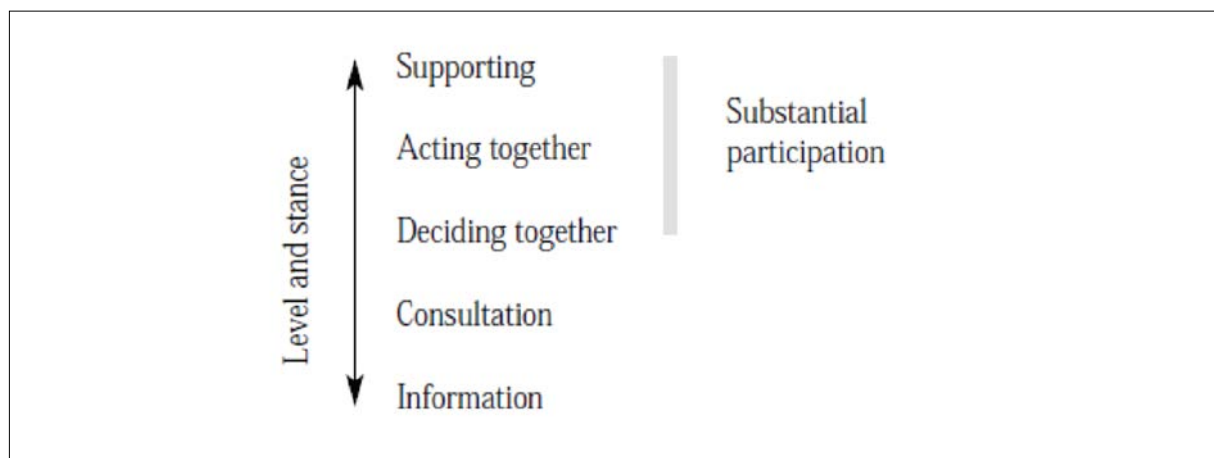 Level and stance
Supporting
Acting together
Deciding together
Consultation
Information
Substantial
participation